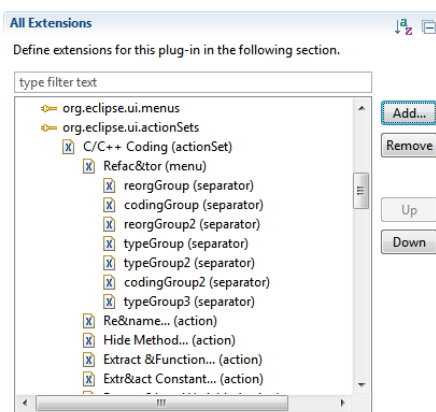 All Extensions
Define extensions for this plug-in in the following section.
type filter text
org.eclipse.ui.menus
Add...
org.eclipse.ui.actionSets
C/C++ Coding (actionSet)
Remove
Refac&tor (menu)
reorgGroup (separator)
codingGroup (separator)
Up
reorgGroup2 (separator)
typeGroup (separator)
Down
typeGroup2 (separator)
codingGroup2 (separator)
typeGroup3 (separator)
Re&name... (action)
Hide Method... (action)
Extract &Function... (action)
Extr&act Constant... (action)